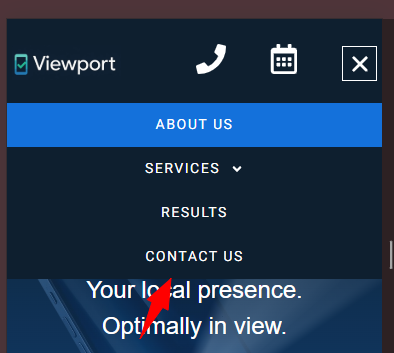 Viewport
ABOUT US
SERVICES
RESULTS
CONTACT US
Your local presence.
Optimally in view.